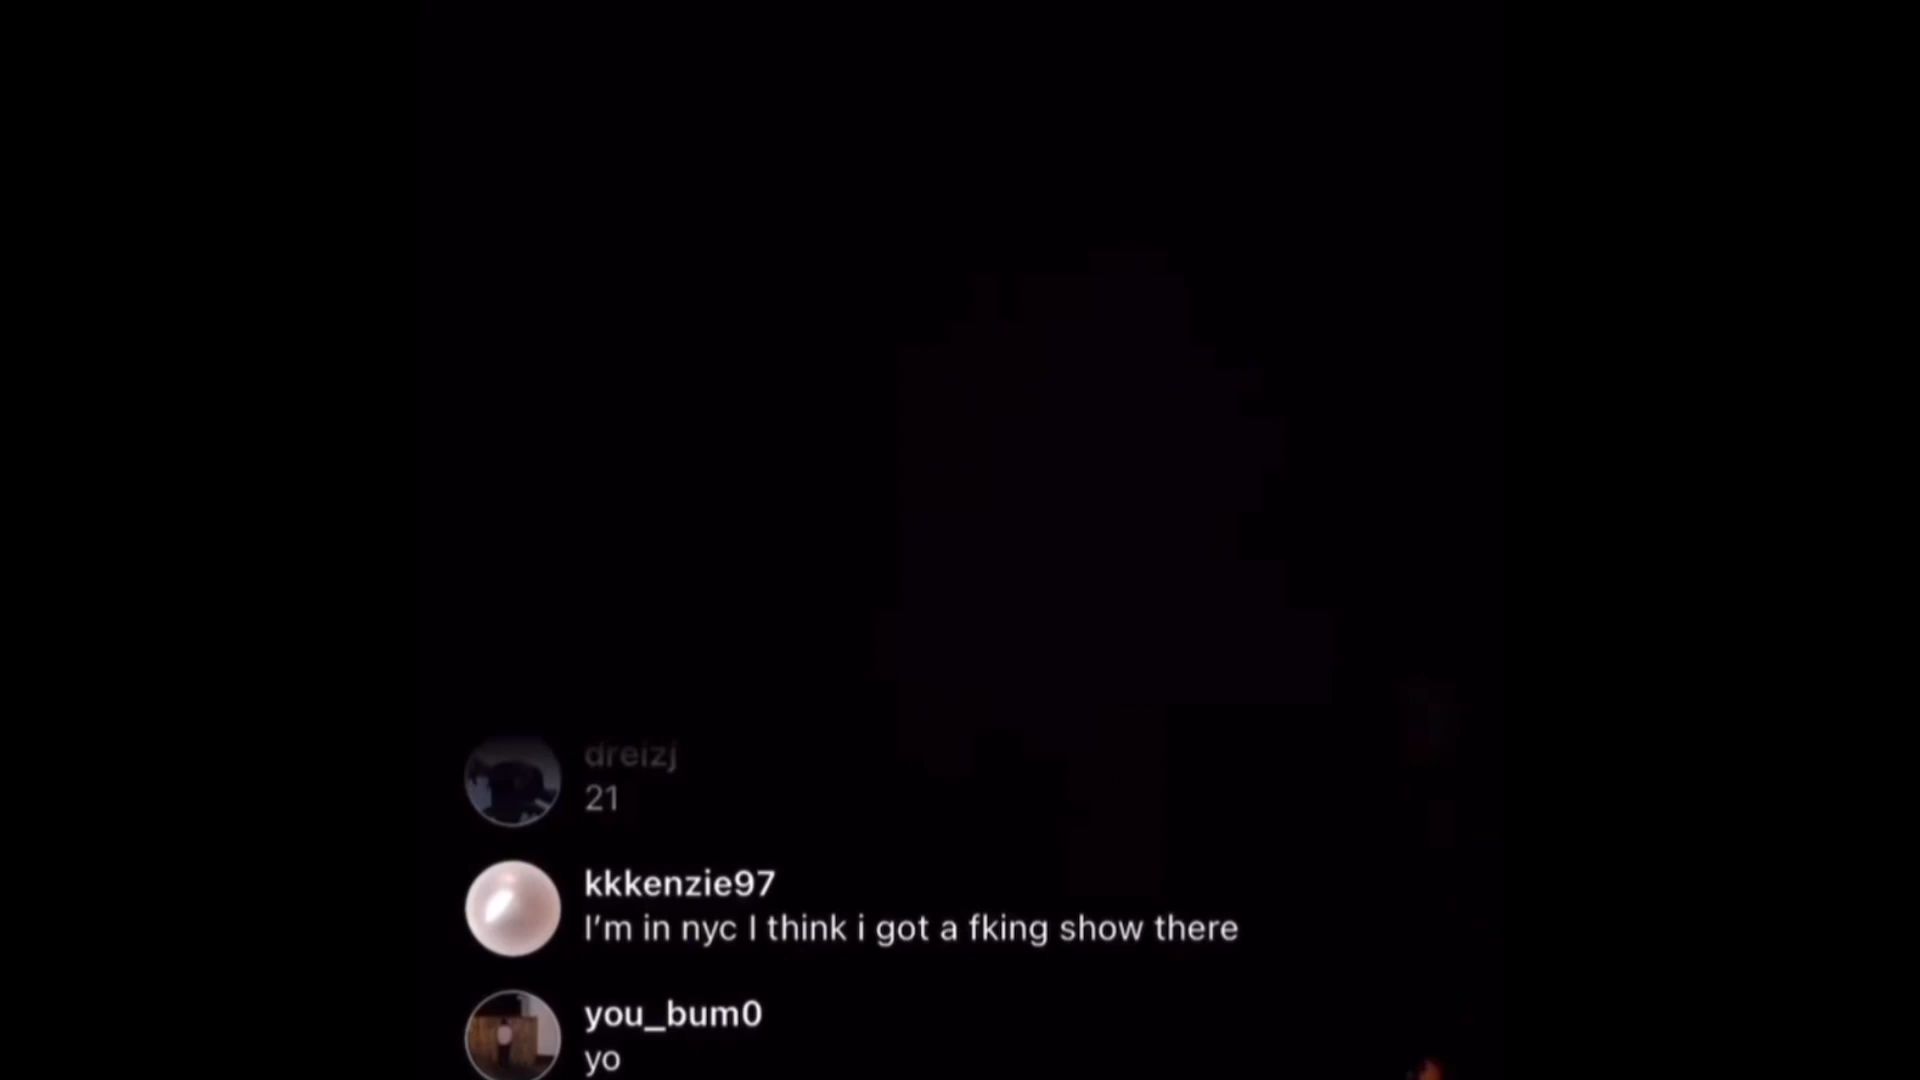 dreizj
21
kkkenzie97
I'm in nyc I think i got a fking show there
you_bum0
yo